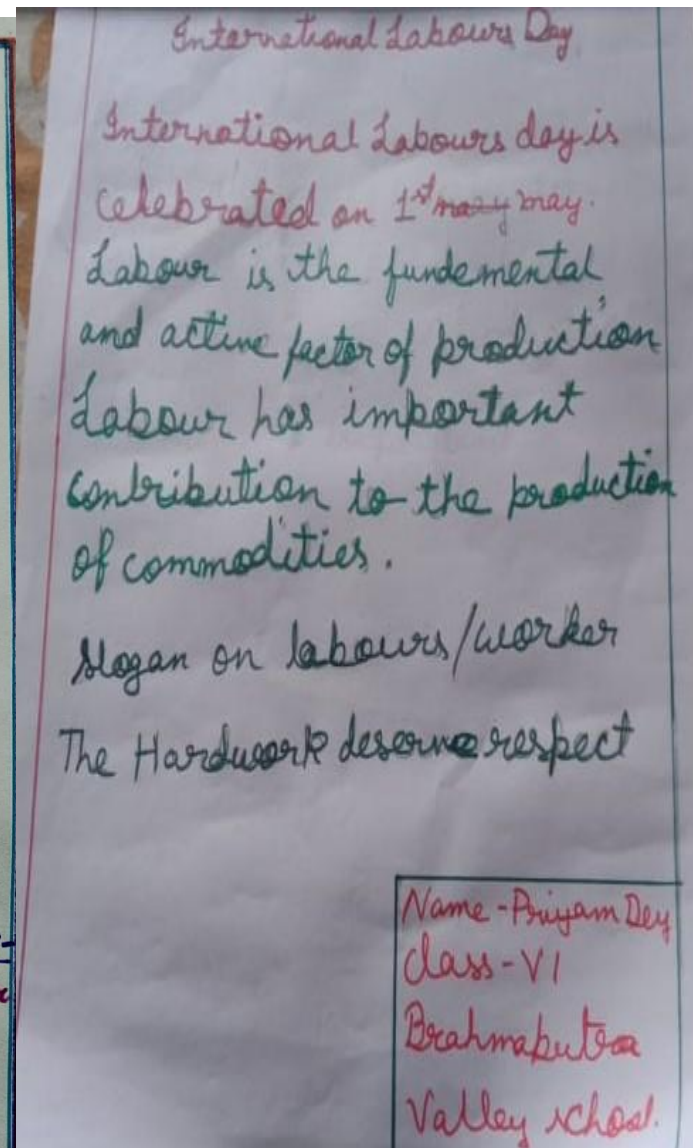 International Labours Day
International Labours day is
celebrated on 1st may may.
Labour is the fundemental
and active factor of production
Labour has important
contribution to the production
of commodities.
slogan on labours/worker
The Hardwork deserve respect
Name - Priyam Dey
class - VI
Brahmaputra
Valley school.